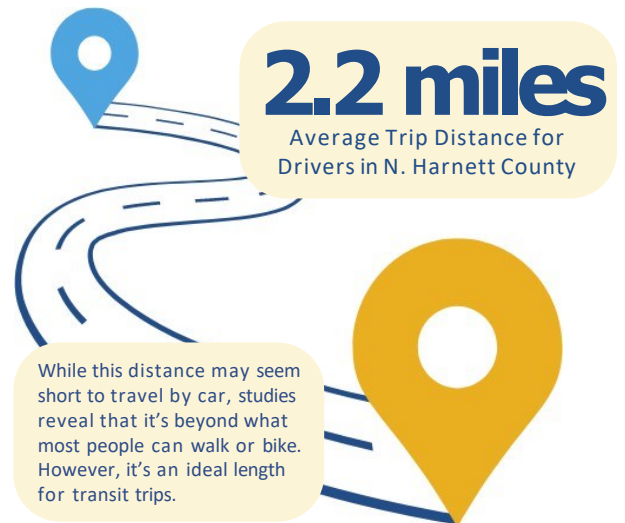 2.2 miles
Average Trip Distance for
Drivers in N. Harnett County
While this distance may seem
short to travel by car, studies
reveal that it’s beyond what
most people can walk or bike.
However, it’s an ideal length
for transit trips.